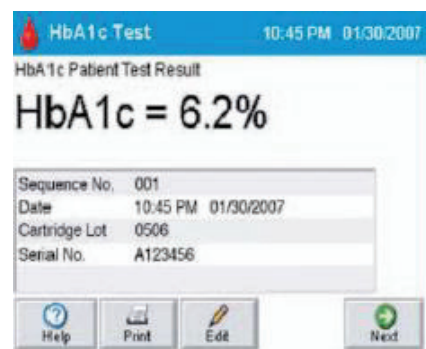 HbA1c Test 10:45 PM 01/30/2007
HbA1c Patient Test Result
HbA1c = 6.2%
Sequence No. 001
Date 10:45 PM 01/30/2007
Cartridge Lot 0506
Serial No. A123456
Help Print Edit Next